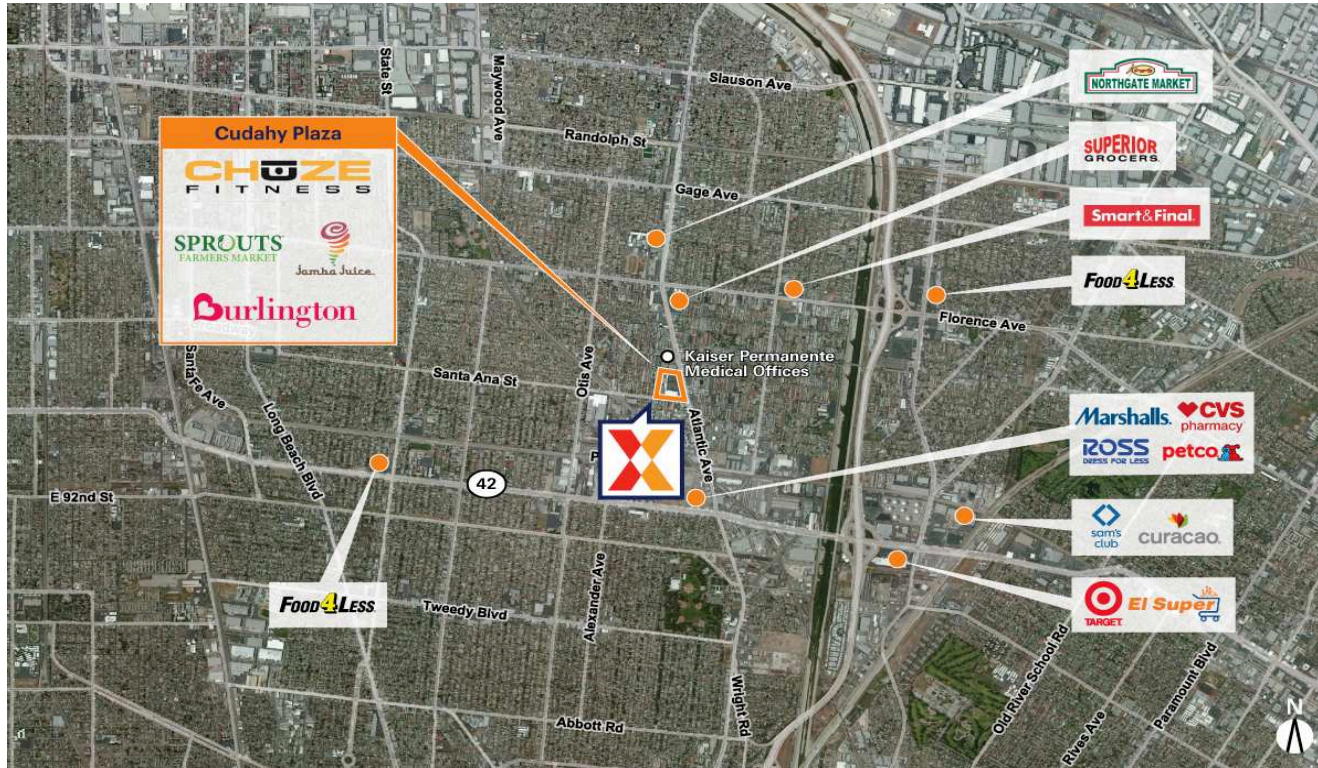 State St
Maywood Ave
Slauson Ave
NORTHGATE MARKET
Cudahy Plaza
CHUZE
FITNESS
SPROUTS
FARMERS MARKET
Jamba Juice
Burlington
Randolph St
SUPERIOR
GROCERS
Gage Ave
Smart&Final.
FOOD4LESS
Florence Ave
Broadway
Kaiser Permanente
Medical Offices
Santa Fe Ave
Santa Ana St
Otis Ave
Long Beach Blvd
Atlantic Ave
Marshalls.
CVS
pharmacy
ROSS
DRESS FOR LESS
petco
42
E 92nd St
sam's
club
curacao.
Alexander Ave
FOOD4LESS
Tweedy Blvd
TARGET
El Super
Wright Rd
Old River School Rd
Paramount Blvd
Rives Ave
Abbott Rd
N